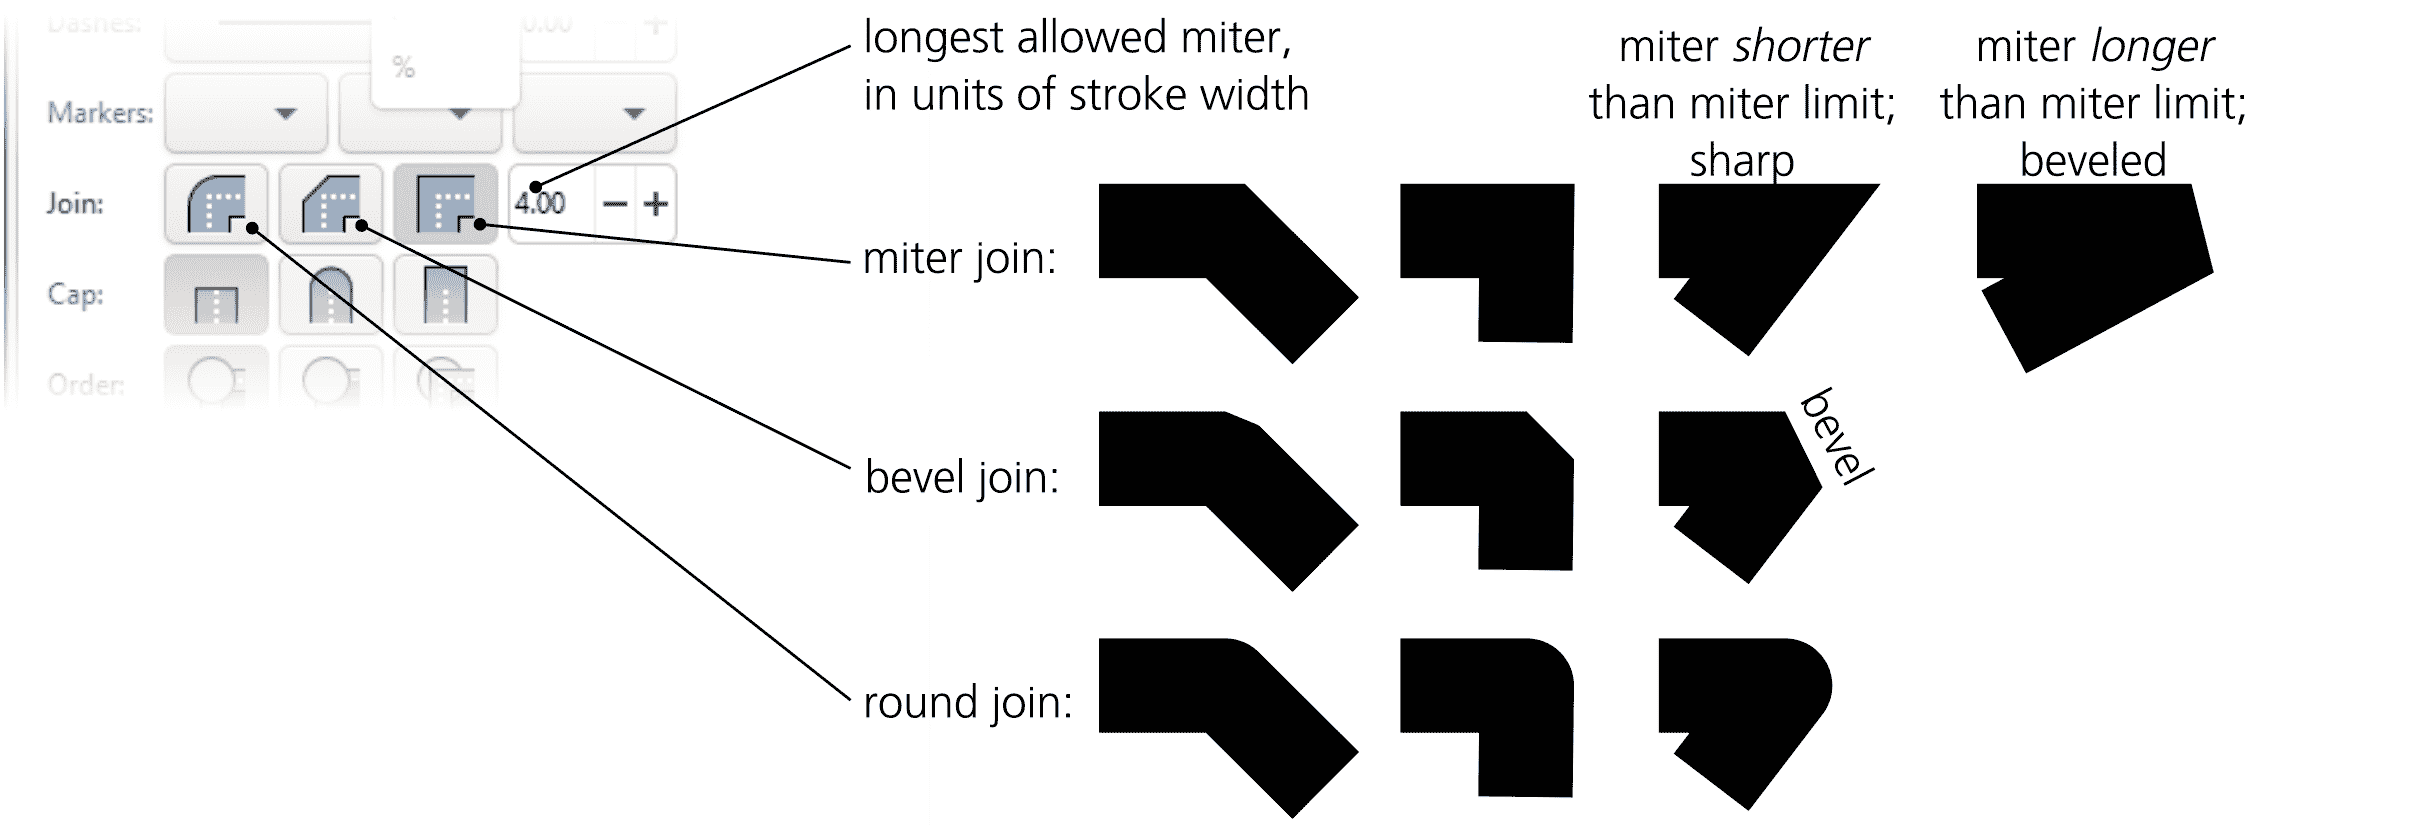 Dashes:
0.00
%
Markers:
Join:
4.00
Cap:
Order:
longest allowed miter,
in units of stroke width
miter shorter
than miter limit;
sharp
miter longer
than miter limit;
beveled
miter join:
bevel join:
bevel
round join: